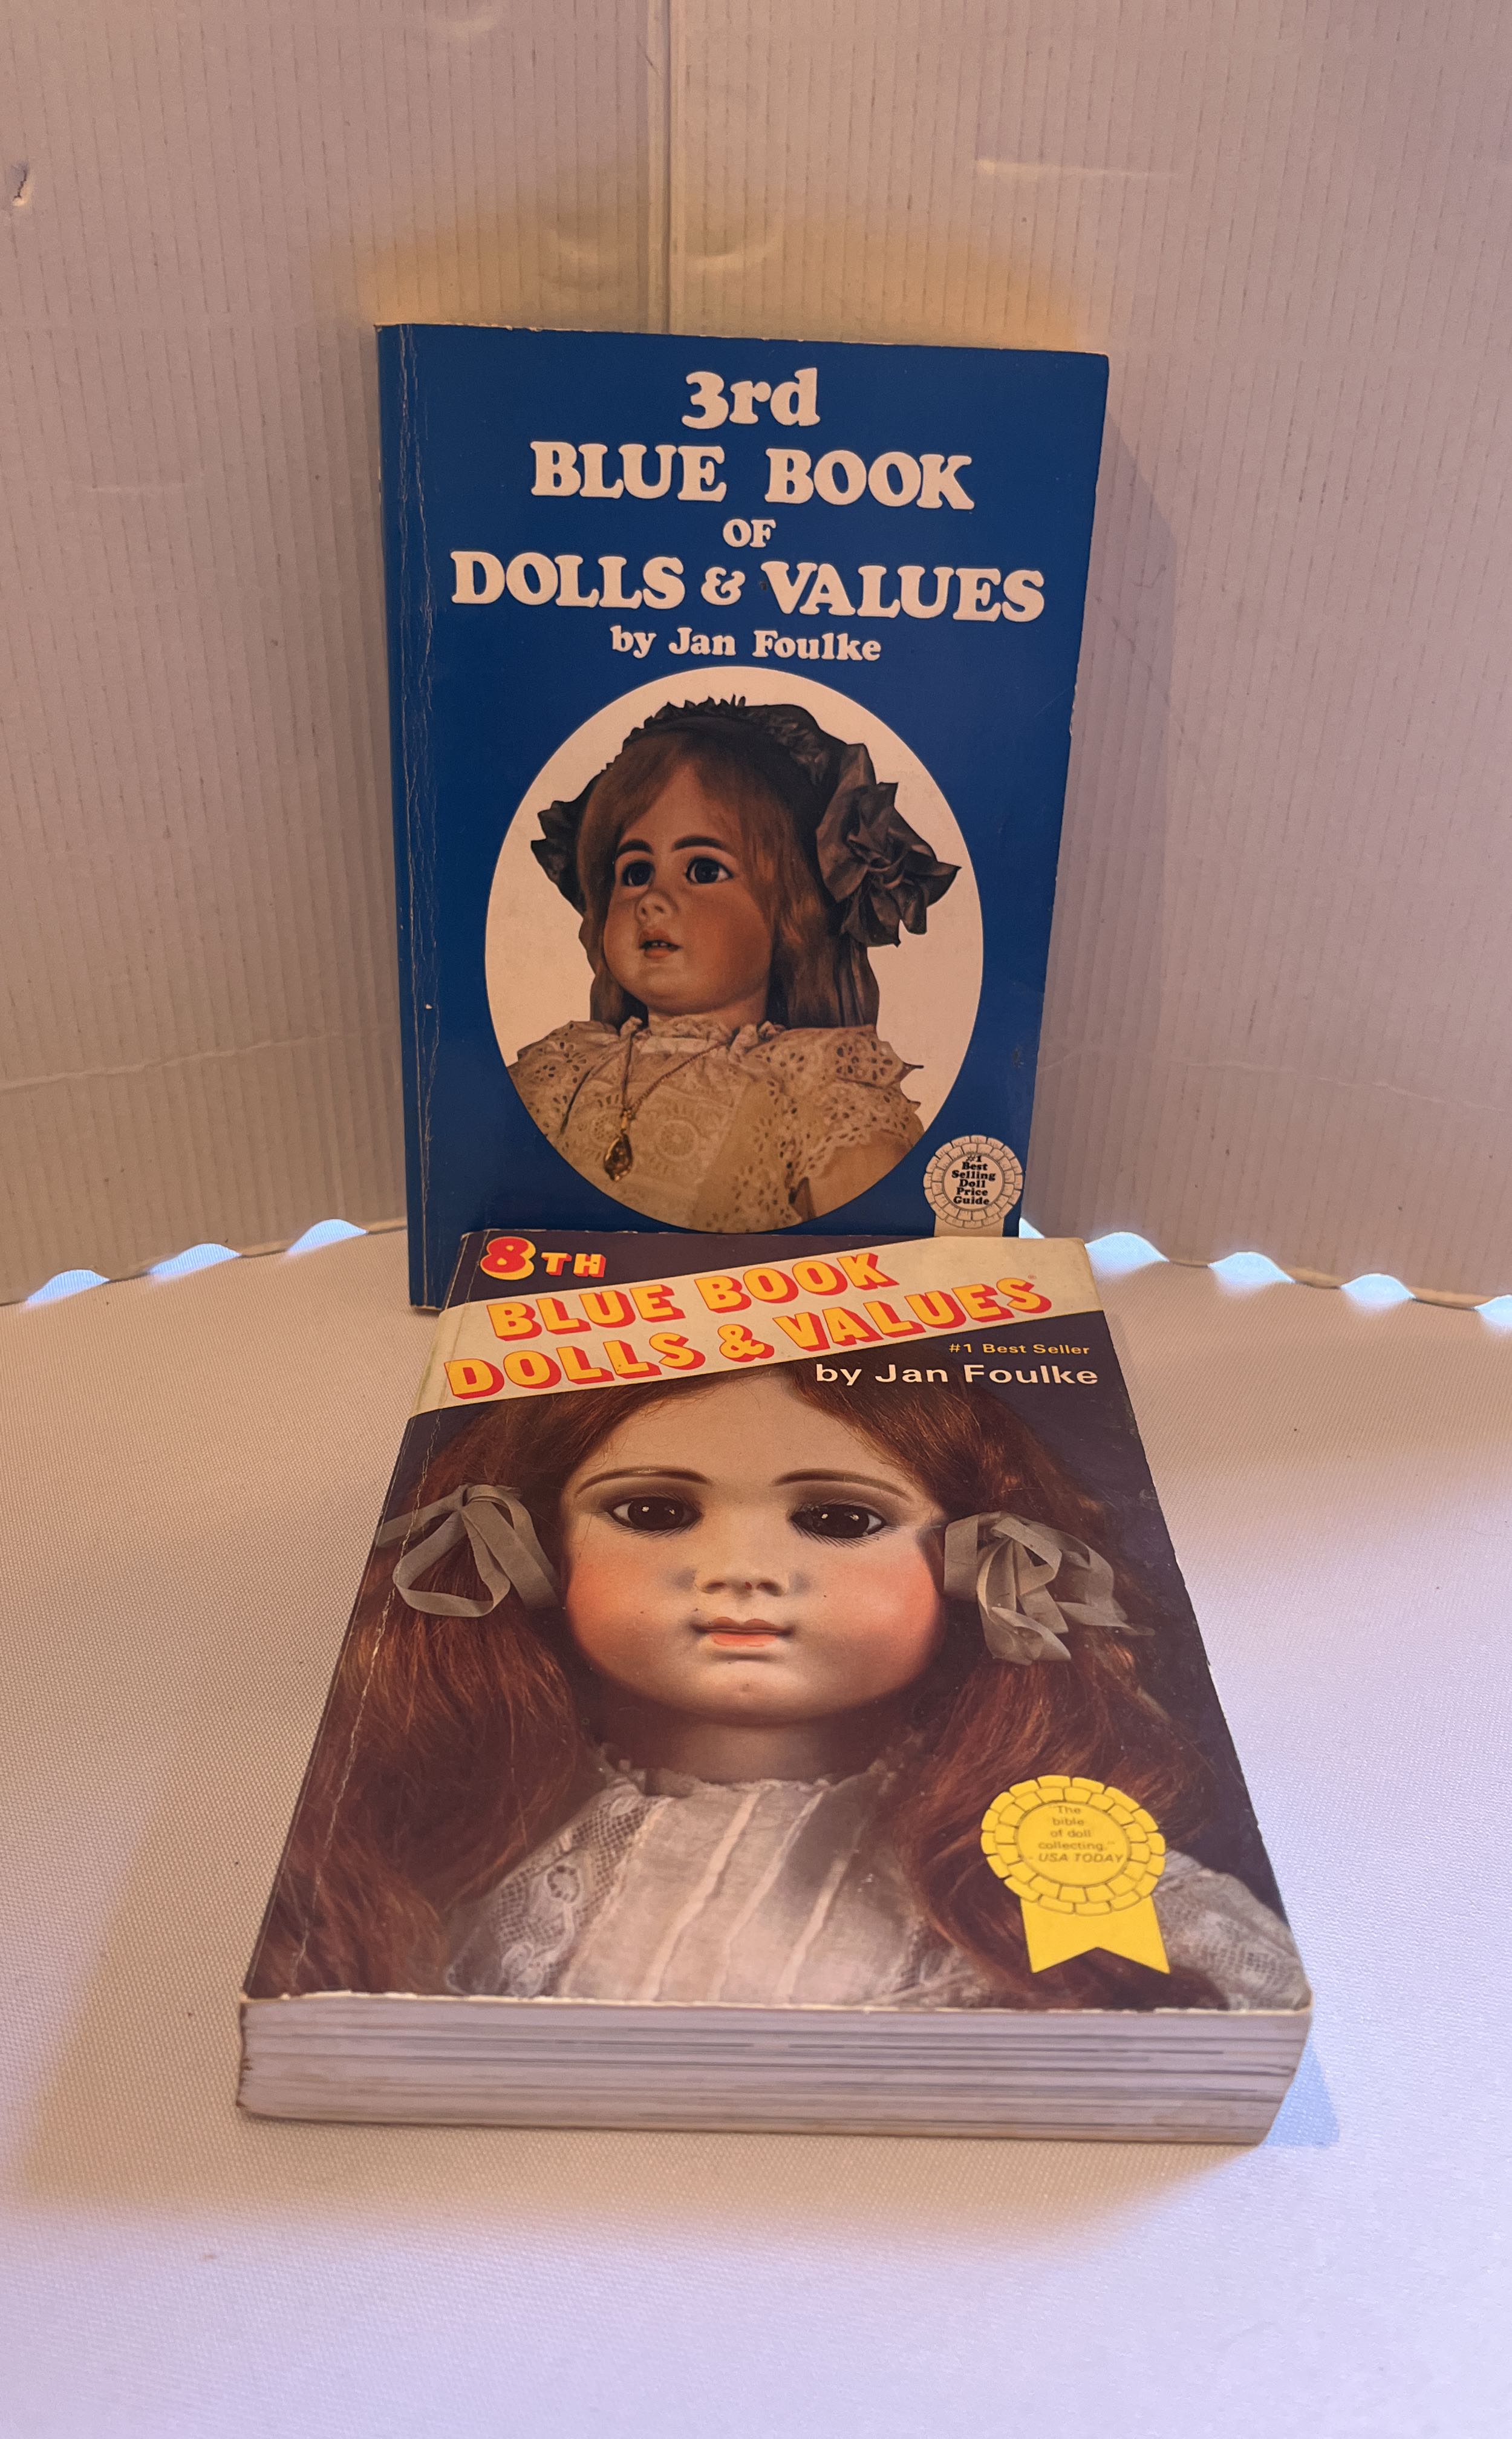 3rd
BLUE BOOK
OF
DOLLS & VALUES
by Jan Foulke
#1
Best
Selling
Doll
Price
Guide
8TH
BLUE BOOK
DOLLS & VALUES®
#1 Best Seller
by Jan Foulke
"The
bible
of doll
collecting."
- USA TODAY